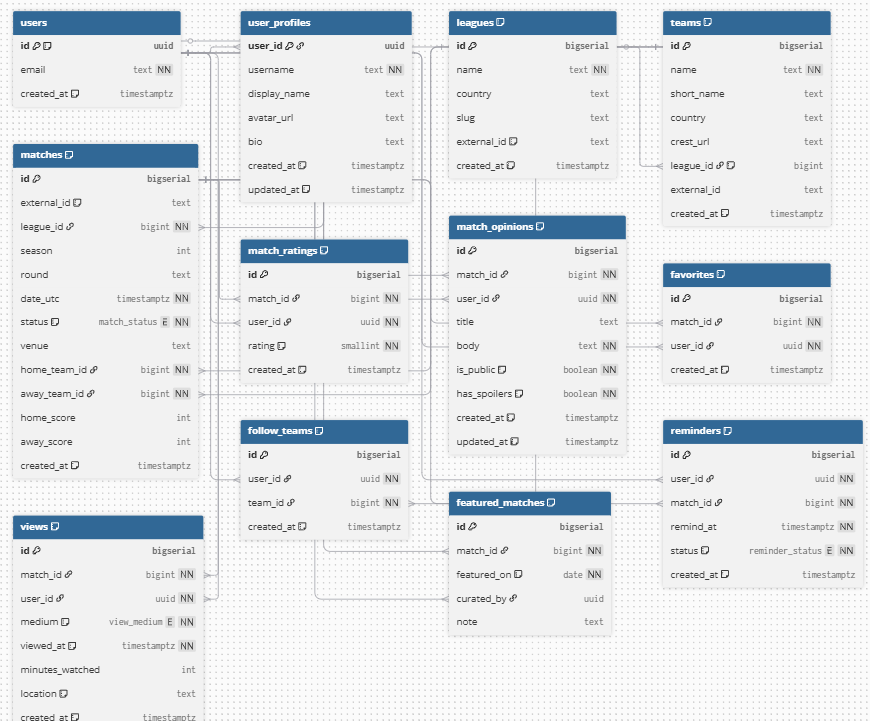 users
id uuid
email text NN
created_at timestamptz
user_profiles
user_id uuid
username text NN
display_name text
avatar_url text
bio text
created_at timestamptz
updated_at timestamptz
leagues
id bigserial
name text NN
country text
slug text
external_id text
created_at timestamptz
teams
id bigserial
name text NN
short_name text
country text
crest_url text
league_id bigint
external_id text
created_at timestamptz
matches
id bigserial
external_id text
league_id bigint NN
season int
round text
date_utc timestamptz NN
status match_status E NN
venue text
home_team_id bigint NN
away_team_id bigint NN
home_score int
away_score int
created_at timestamptz
match_ratings
id bigserial
match_id bigint NN
user_id uuid NN
rating smallint NN
created_at timestamptz
match_opinions
id bigserial
match_id bigint NN
user_id uuid NN
title text
body text NN
is_public boolean NN
has_spoilers boolean NN
created_at timestamptz
updated_at timestamptz
favorites
id bigserial
match_id bigint NN
user_id uuid NN
created_at timestamptz
follow_teams
id bigserial
user_id uuid NN
team_id bigint NN
created_at timestamptz
reminders
id bigserial
user_id uuid NN
match_id bigint NN
remind_at timestamptz NN
status reminder_status E NN
created_at timestamptz
featured_matches
id bigserial
match_id bigint NN
featured_on date NN
curated_by uuid
note text
views
id bigserial
match_id bigint NN
user_id uuid NN
medium view_medium E NN
viewed_at timestamptz NN
minutes_watched int
location text
created_at timestamptz